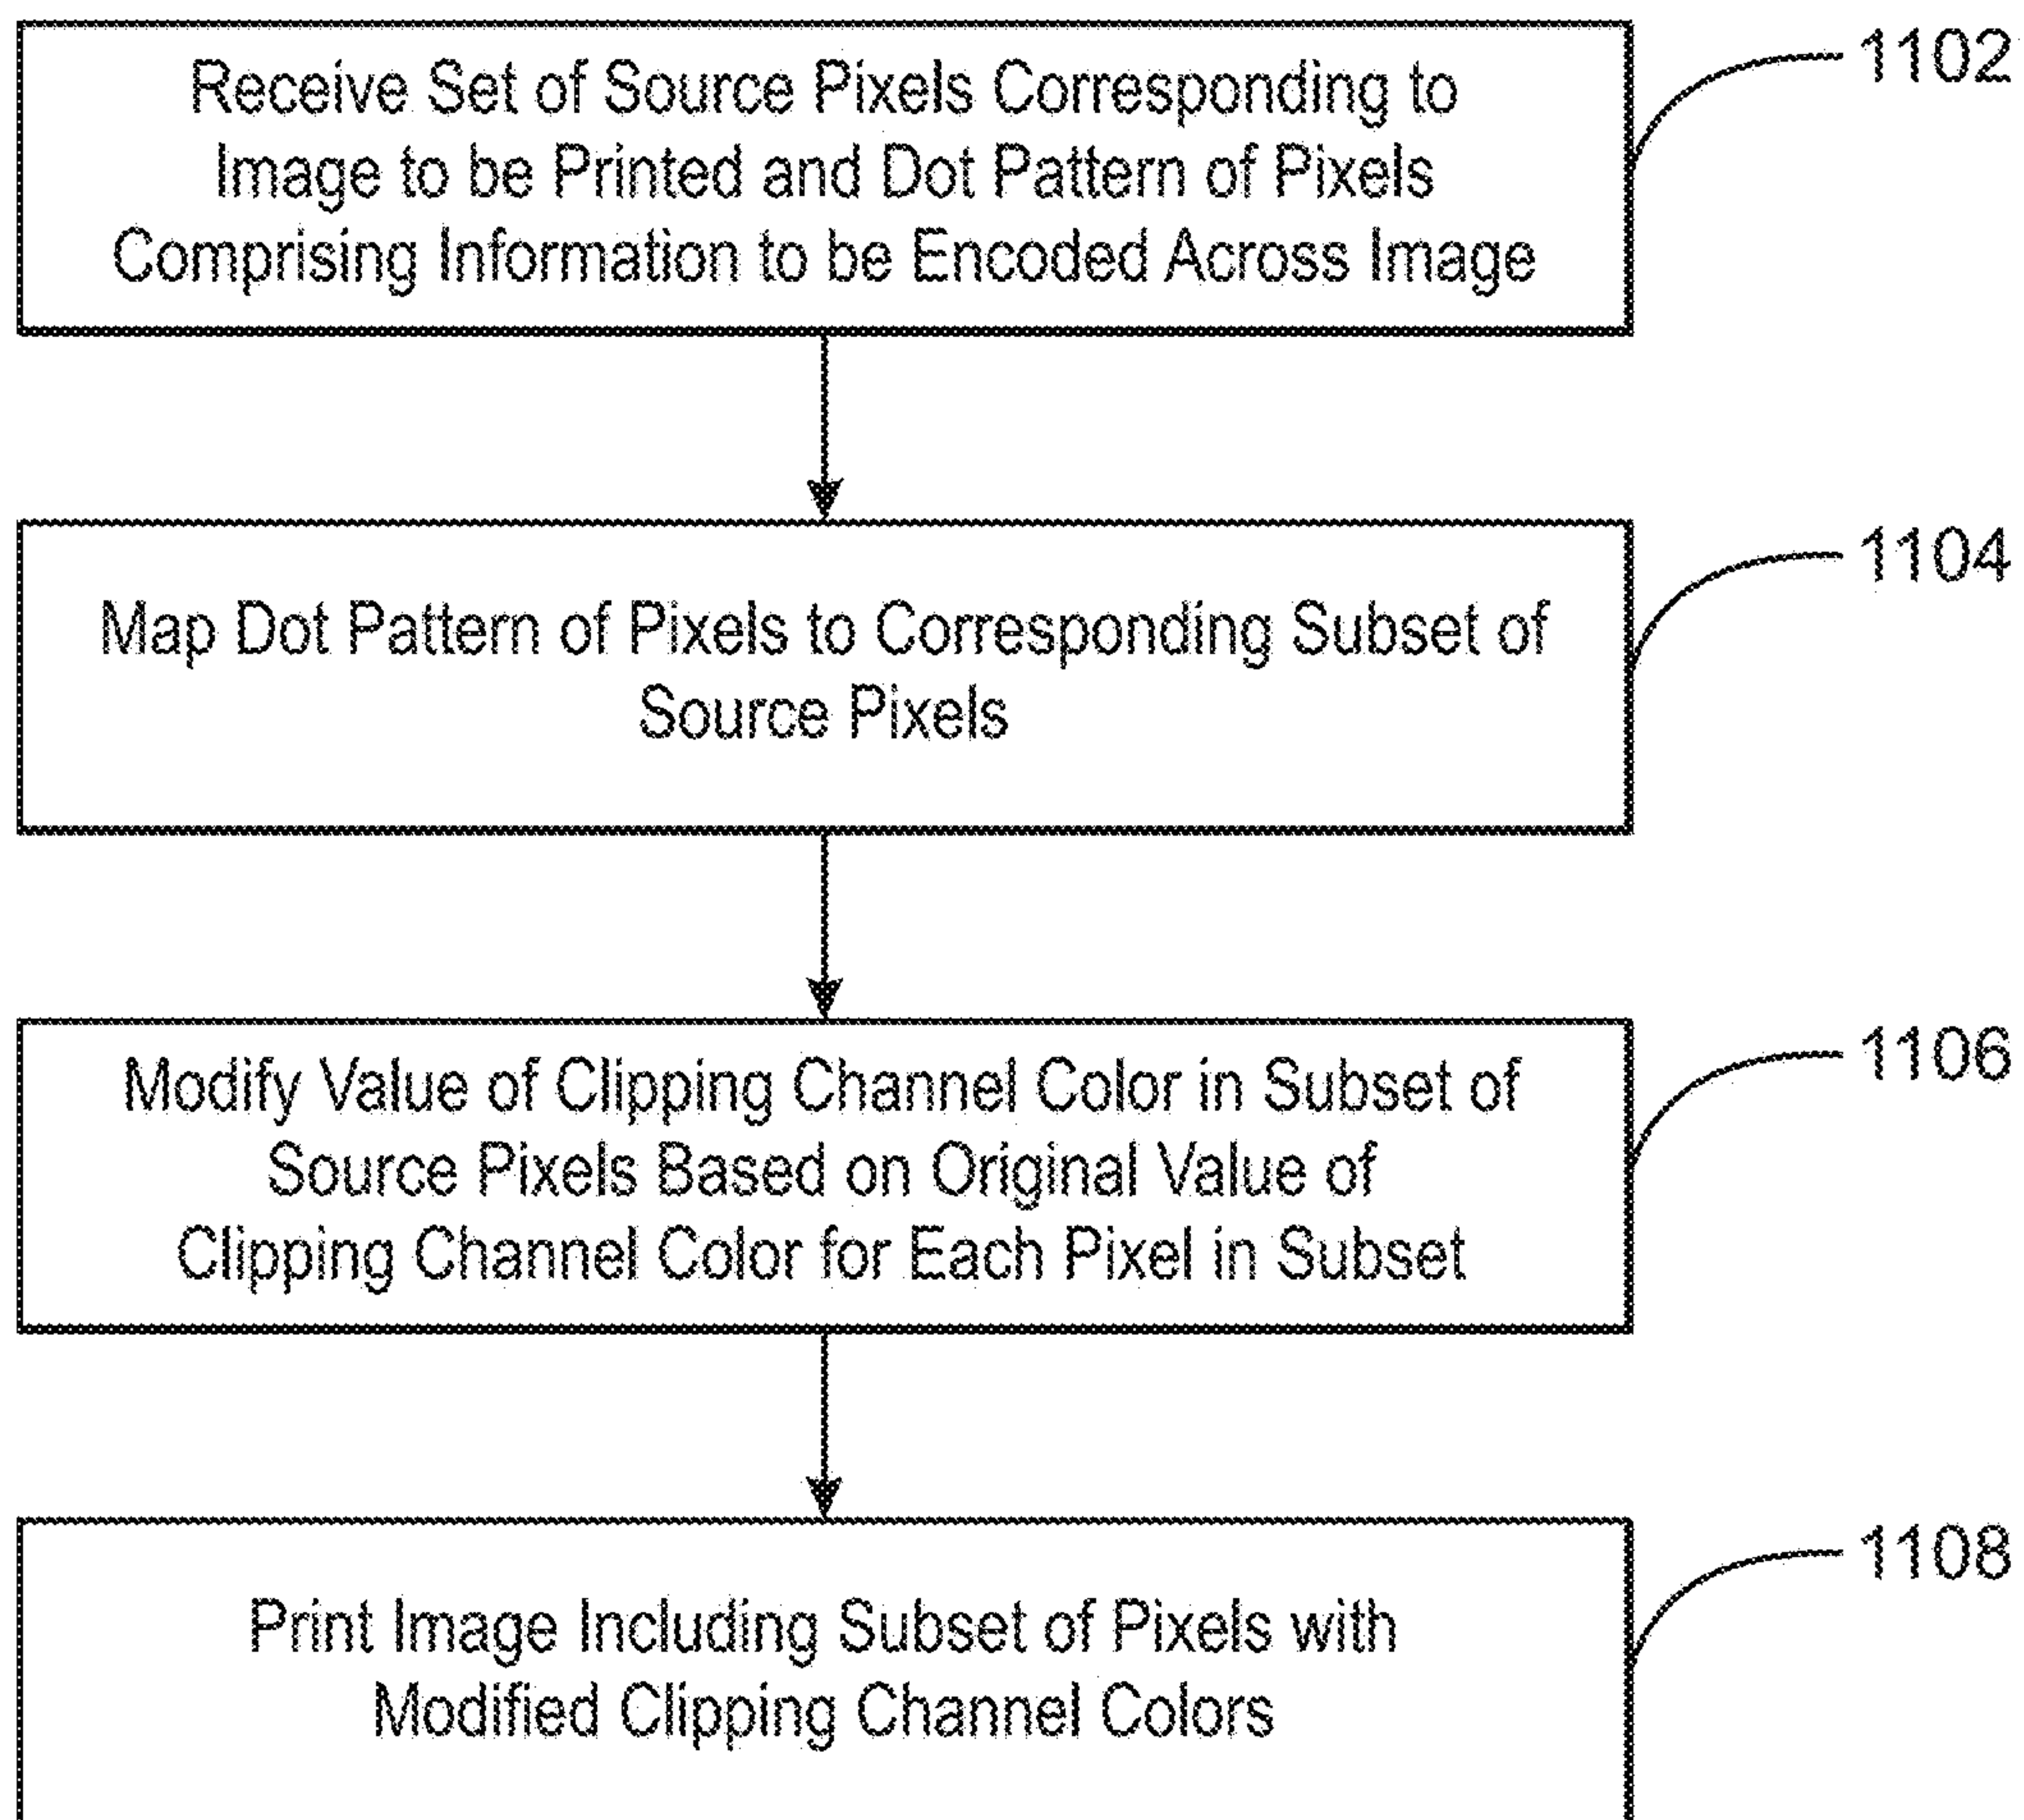 Receive Set of Source Pixels Corresponding to
Image to be Printed and Dot Pattern of Pixels
Comprising Information to be Encoded Across Image
1102
Map Dot Pattern of Pixels to Corresponding Subset of
Source Pixels
1104
Modify Value of Clipping Channel Color in Subset of
Source Pixels Based on Original Value of
Clipping Channel Color for Each Pixel in Subset
1106
Print Image Including Subset of Pixels with
Modified Clipping Channel Colors
1108